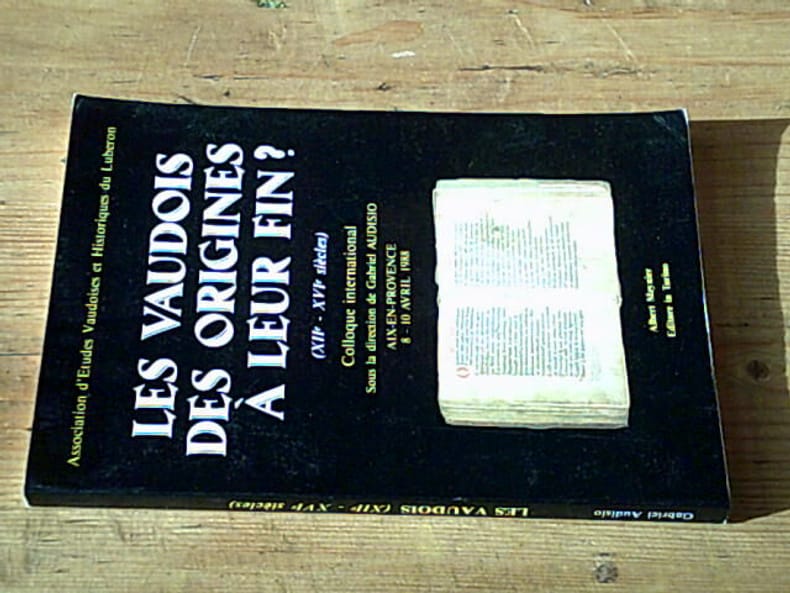 Association d'Etudes Vaudoises et Historiques du Luberon
LES VAUDOIS
DES ORIGINES
À LEUR FIN ?
(XIIe - XVIe siècles)
Colloque international
Sous la direction de Gabriel AUDISIO
AIX-EN-PROVENCE
8 - 10 AVRIL 1988
Albert Meynier
Editore in Torino
Gabriel Audisio
LES VAUDOIS (XIIe - XVIe siècles)